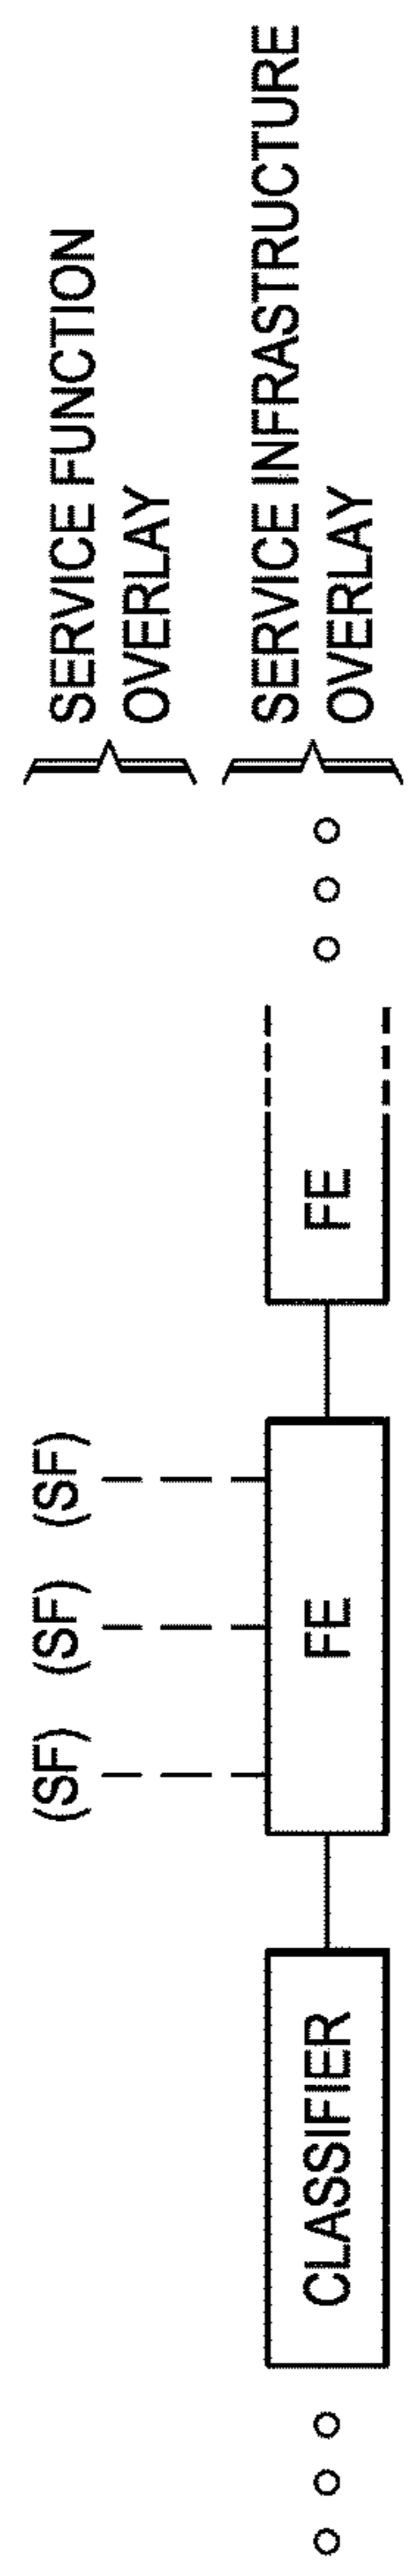 (SF) (SF) (SF)
SERVICE FUNCTION
OVERLAY
CLASSIFIER
FE
FE
SERVICE INFRASTRUCTURE
OVERLAY